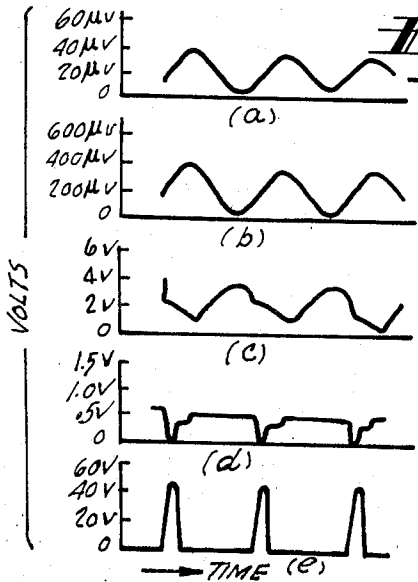 VOLTS
60μV
40μV
20μV
0
(a)
600μV
400μV
200μV
0
(b)
6V
4V
2V
0
(c)
1.5V
1.0V
.5V
0
(d)
60V
40V
20V
0
TIME (e)